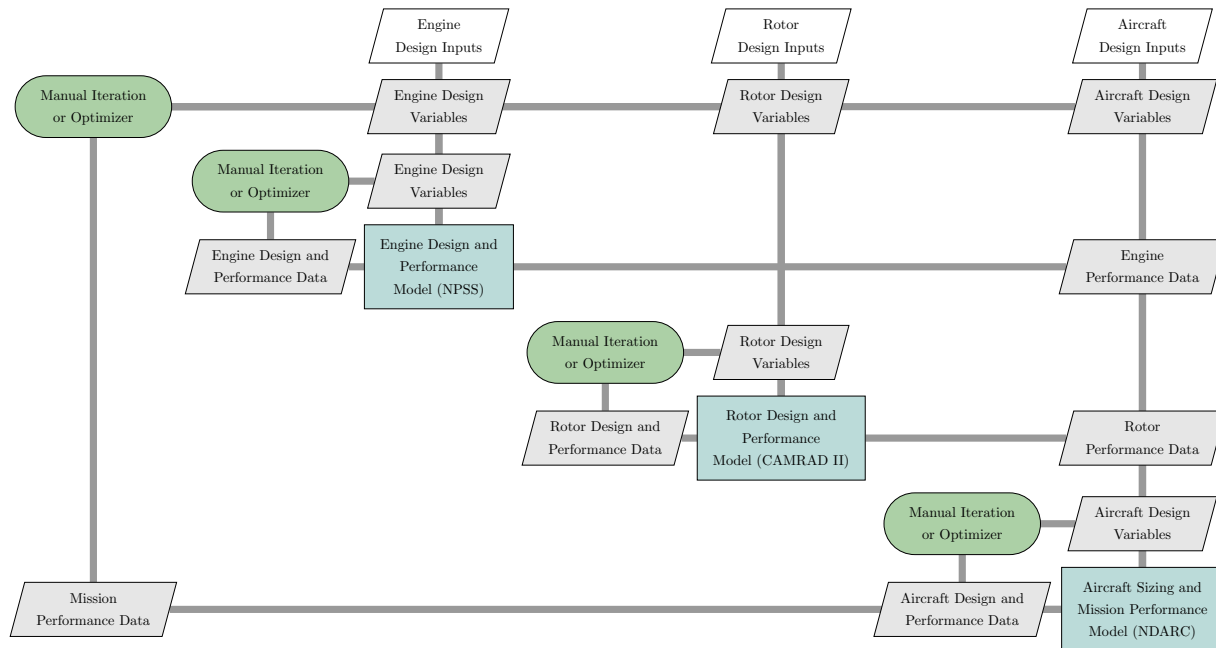 Engine
Design Inputs
Rotor
Design Inputs
Aircraft
Design Inputs
Manual Iteration
or Optimizer
Engine Design
Variables
Rotor Design
Variables
Aircraft Design
Variables
Manual Iteration
or Optimizer
Engine Design
Variables
Engine Design and
Performance Data
Engine Design and
Performance
Model (NPSS)
Engine
Performance Data
Manual Iteration
or Optimizer
Rotor Design
Variables
Rotor Design and
Performance Data
Rotor Design and
Performance
Model (CAMRAD II)
Rotor
Performance Data
Manual Iteration
or Optimizer
Aircraft Design
Variables
Mission
Performance Data
Aircraft Design and
Performance Data
Aircraft Sizing and
Mission Performance
Model (NDARC)